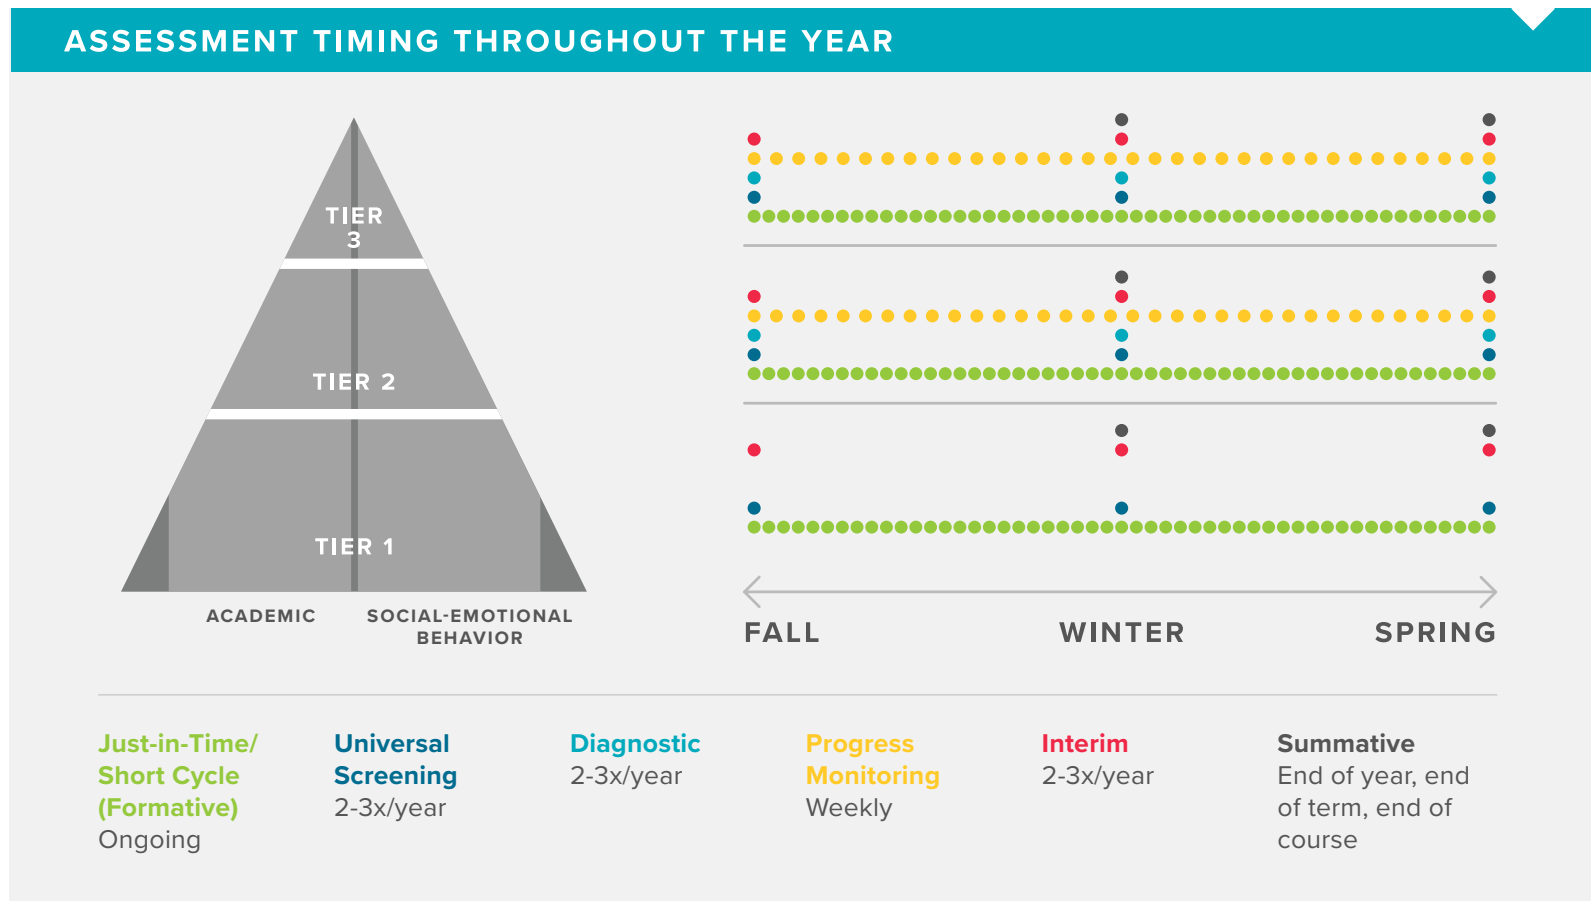 ASSESSMENT TIMING THROUGHOUT THE YEAR
TIER
3
TIER 2
TIER 1
ACADEMIC
SOCIAL-EMOTIONAL
BEHAVIOR
FALL
WINTER
SPRING
Just-in-Time/
Short Cycle
(Formative)
Ongoing
Universal
Screening
2-3x/year
Diagnostic
2-3x/year
Progress
Monitoring
Weekly
Interim
2-3x/year
Summative
End of year, end
of term, end of
course